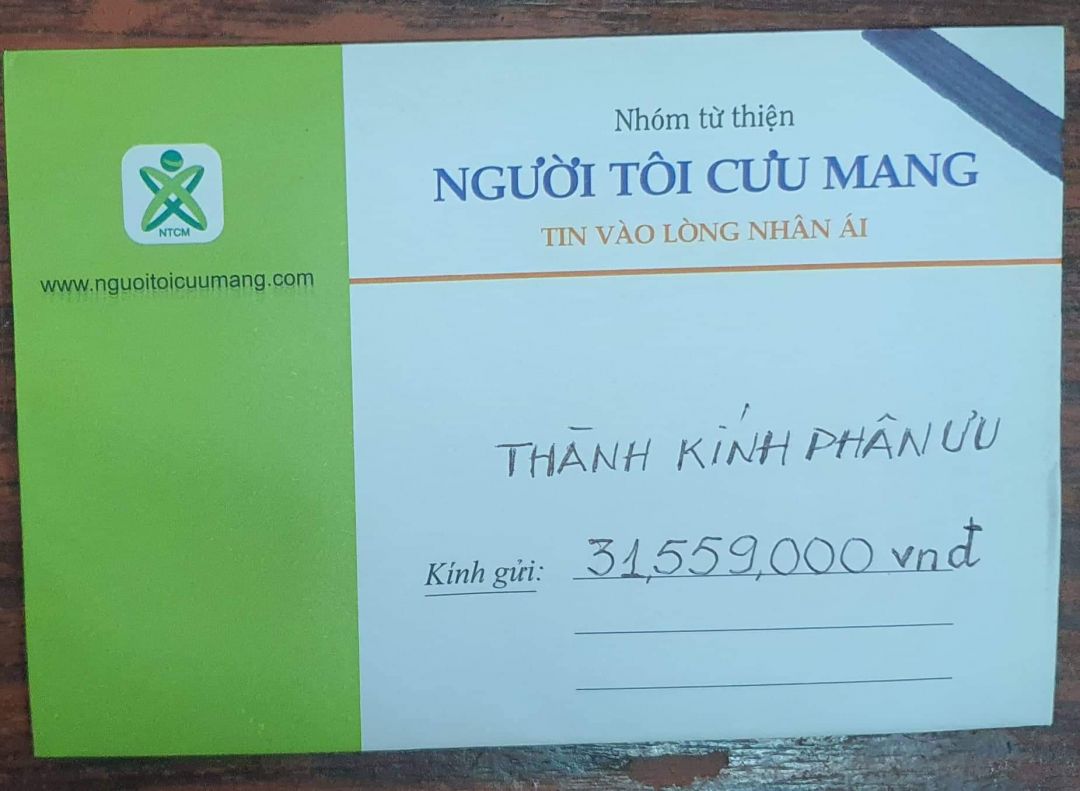 NTCM
www.nguoitoicuumang.com
Nhóm từ thiện
NGƯỜI TÔI CƯU MANG
TIN VÀO LÒNG NHÂN ÁI
THÀNH KÍNH PHÂN ƯU
Kính gửi: 31,559,000 vnđ